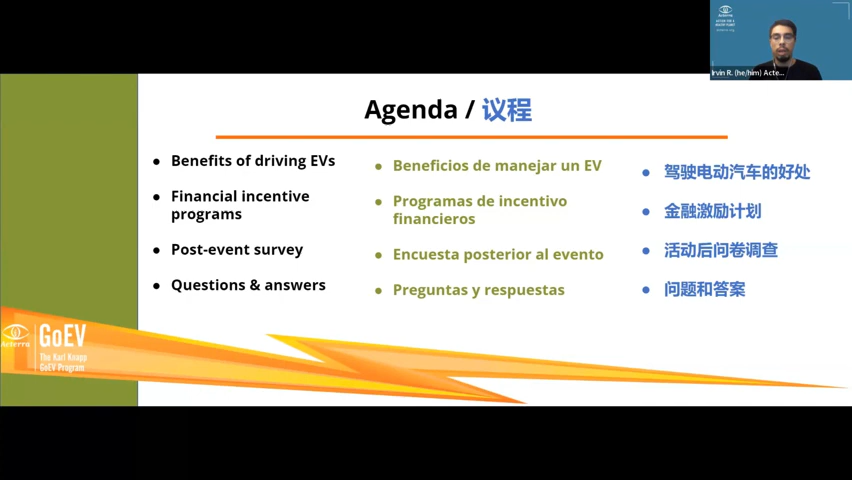 Acterra
Irvin R. (he/him) Acte...
Agenda / 议程
Benefits of driving EVs
Financial incentive
programs
Post-event survey
Questions & answers
Beneficios de manejar un EV
Programas de incentivo
financieros
Encuesta posterior al evento
Preguntas y respuestas
驾驶电动汽车的好处
金融激励计划
活动后问卷调查
问题和答案
Acterra
GoEV
The Karl Knapp
GoEV Program